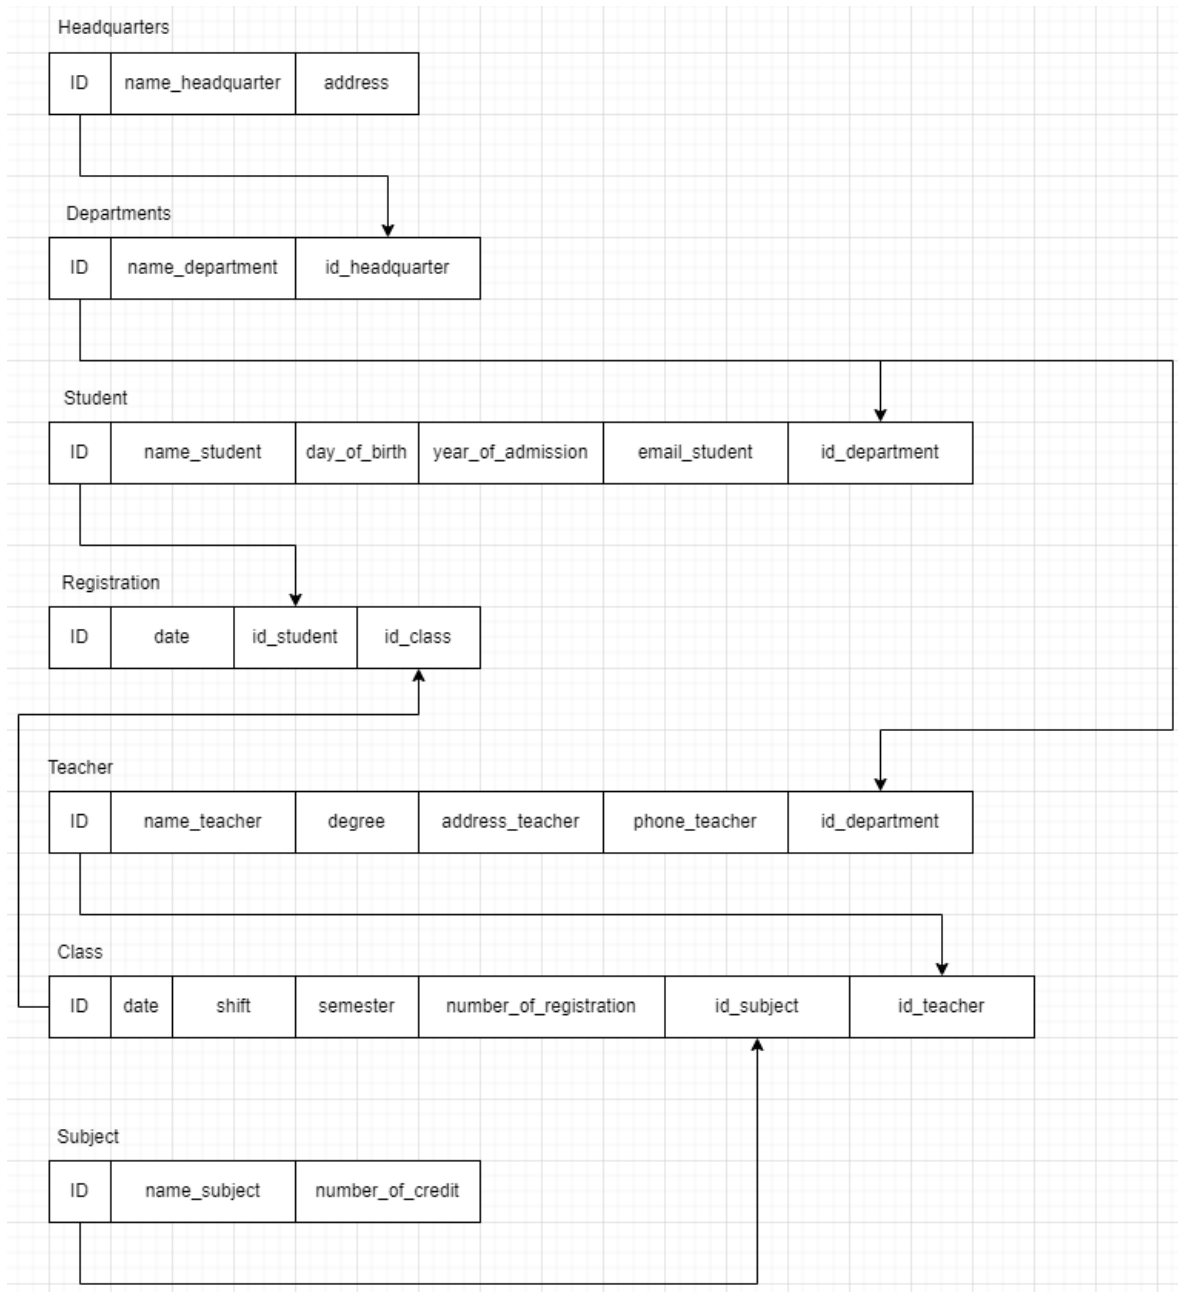 Headquarters
ID name_headquarter address
Departments
ID name_department id_headquarter
Student
ID name_student day_of_birth year_of_admission email_student id_department
Registration
ID date id_student id_class
Teacher
ID name_teacher degree address_teacher phone_teacher id_department
Class
ID date shift semester number_of_registration id_subject id_teacher
Subject
ID name_subject number_of_credit